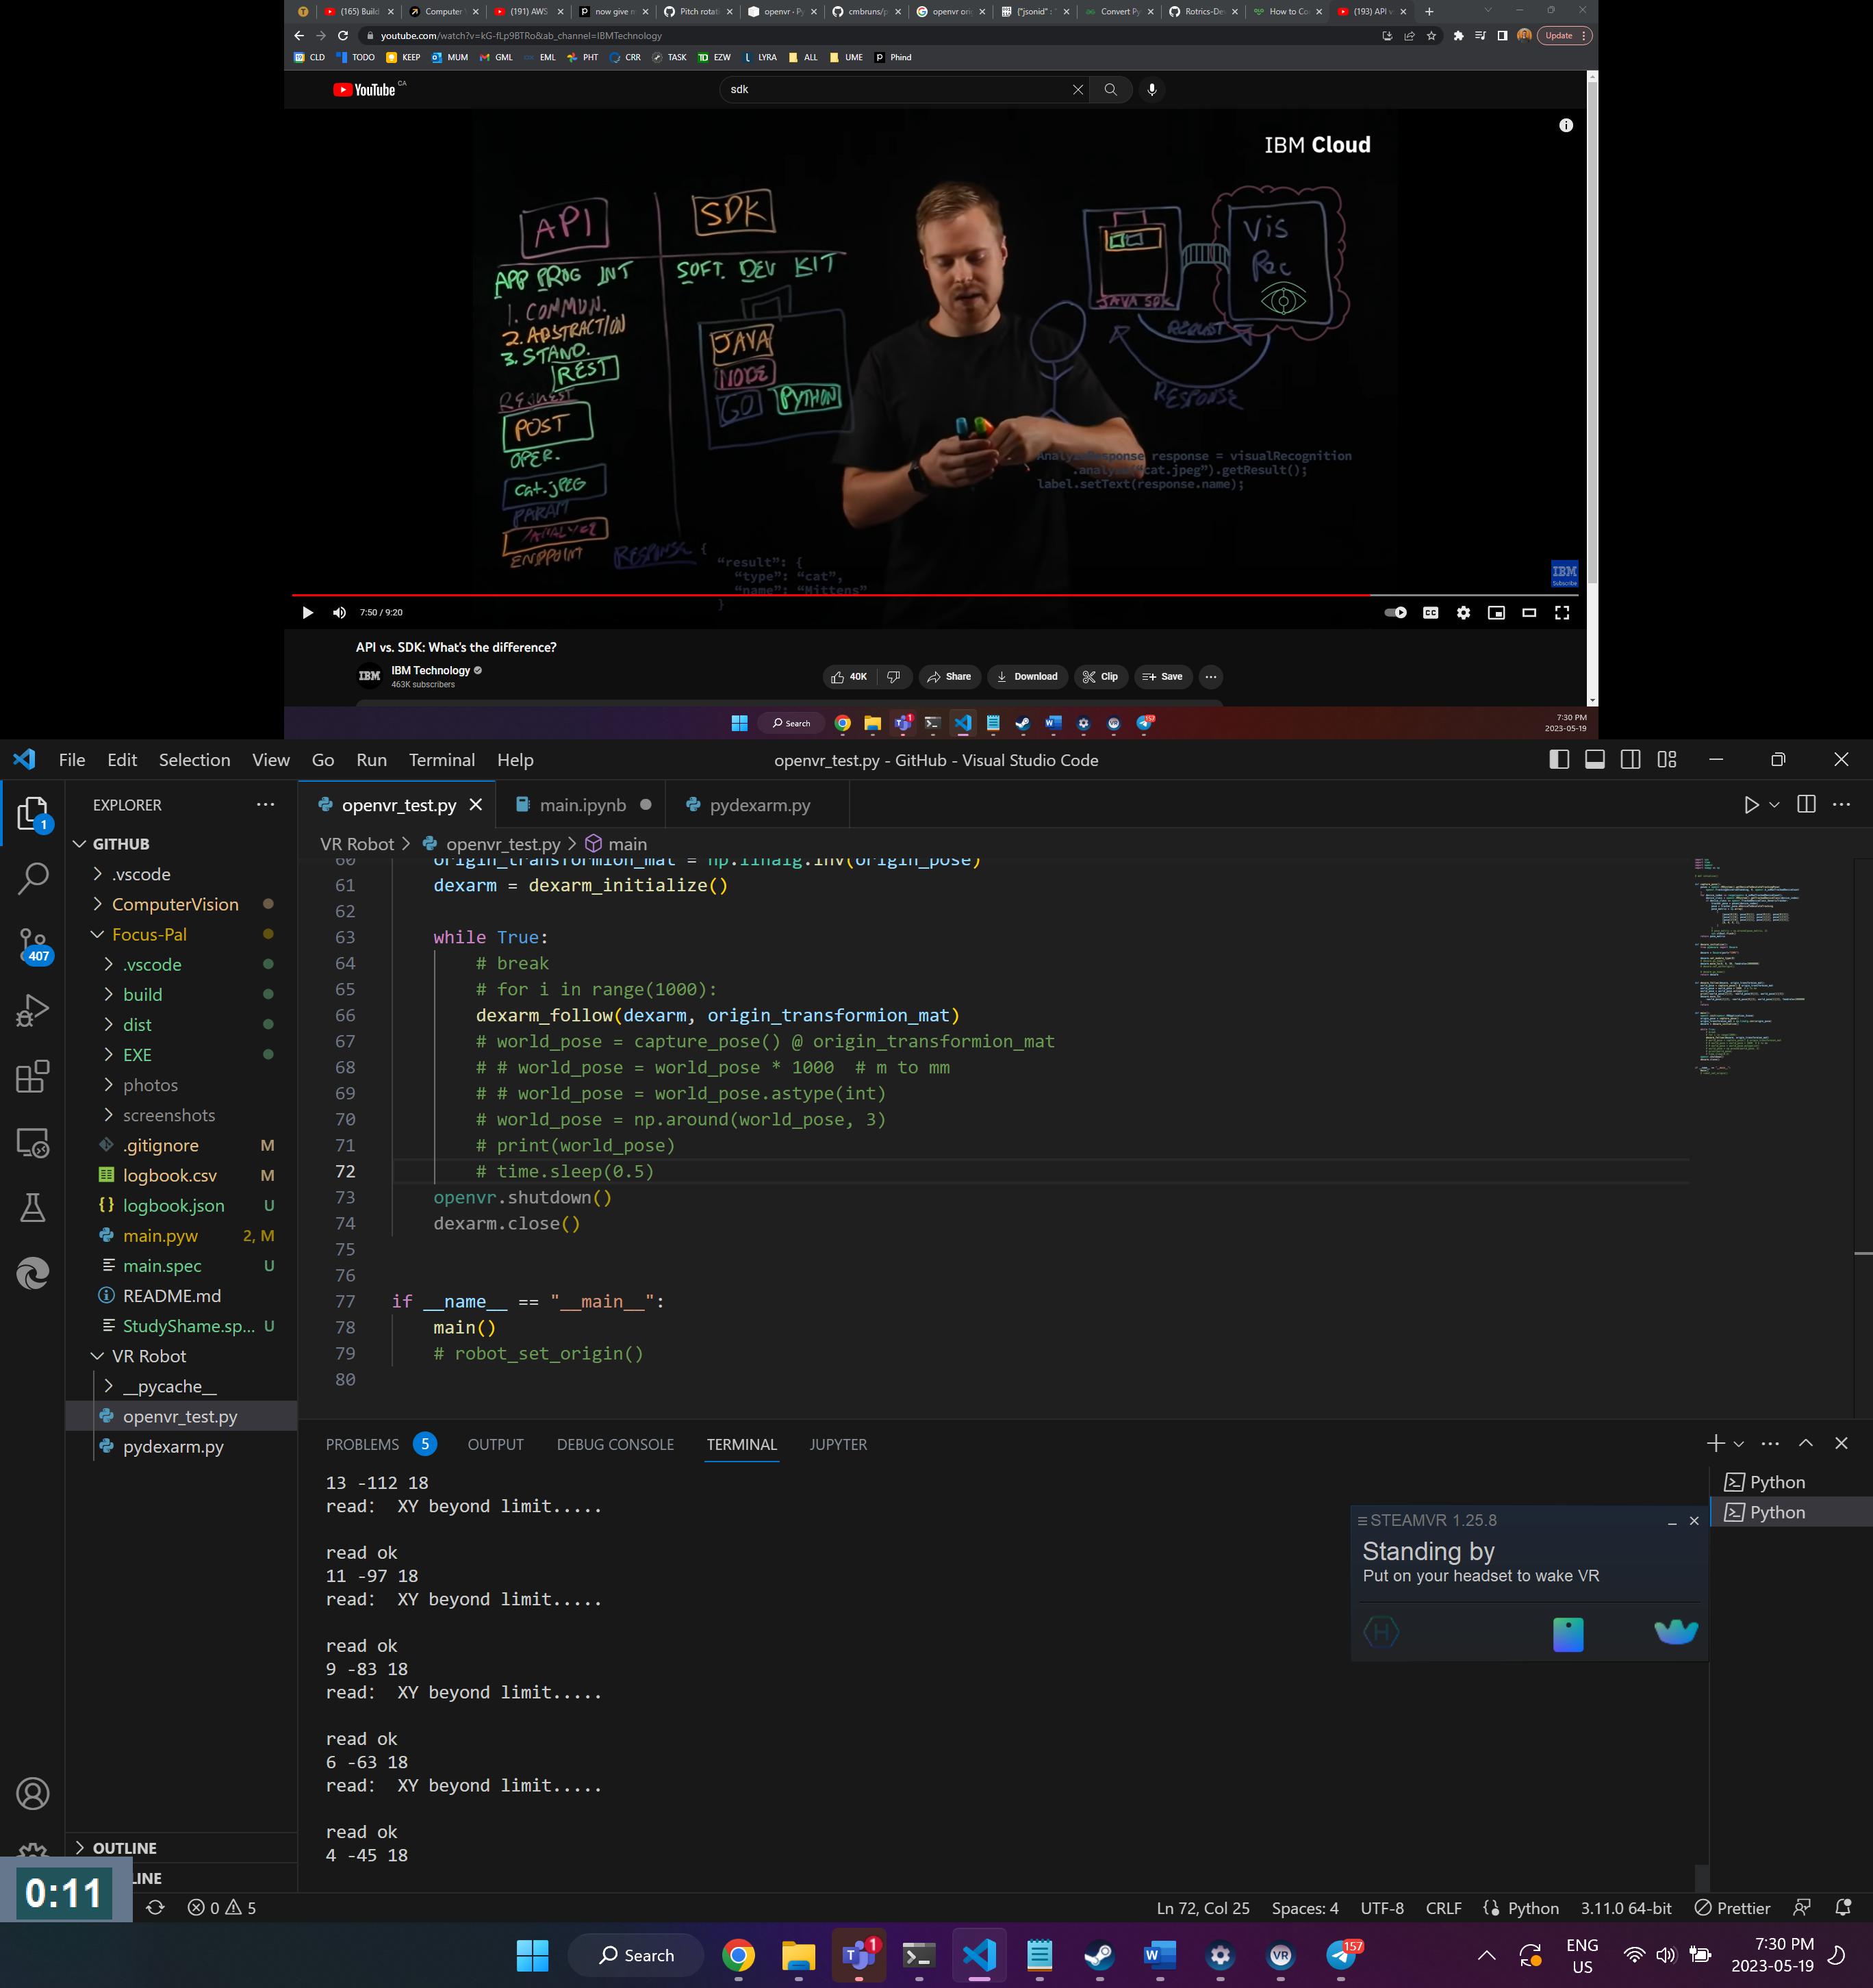 (165) Build
Computer
(191) AWS
now give m
Pitch rotat
openvr · Py
cmbruns/p
openvr ori
{"jsonid" : "
Convert Py
Rotrics-De
How to Co
(193) API v
youtube.com/watch?v=kG-fLp9BTRo&ab_channel=IBMTechnology
Update
CLD TODO KEEP MUM GML EML PHT CRR TASK EZW LYRA ALL UME Phind
YouTube CA
sdk
IBM Cloud
API
SDK
APP PROG INT
SOFT. DEV KIT
1. COMMUN.
2. ABSTRACTION
3. STAND.
REST
REQUEST
POST
OPER.
Cat.jPEG
PARAM
/ANALYZE
ENDPOINT
RESPONSE
JAVA
NODE
GO PYTHON
Vis
Rec
JAVA SDK
REQUEST
RESPONSE
AnalyzeResponse response = visualRecognition
.analyze("cat.jpeg").getResult();
label.setText(response.name);
{
"result": {
"type": "cat",
"name": "Mittens"
}
IBM
Subscribe
7:50 / 9:20
API vs. SDK: What's the difference?
IBM
IBM Technology
463K subscribers
40K
Share
Download
Clip
Save
Search
7:30 PM
2023-05-19
File Edit Selection View Go Run Terminal Help
openvr_test.py - GitHub - Visual Studio Code
EXPLORER
1
407
GITHUB
.vscode
ComputerVision
Focus-Pal
.vscode
build
dist
EXE
photos
screenshots
.gitignore M
logbook.csv M
logbook.json U
main.pyw 2, M
main.spec U
README.md
StudyShame.sp... U
VR Robot
__pycache__
openvr_test.py
pydexarm.py
OUTLINE
LINE
openvr_test.py
main.ipynb
pydexarm.py
VR Robot > openvr_test.py > main
60 origin_transformion_mat = np.linalg.inv(origin_pose)
61 dexarm = dexarm_initialize()
62
63 while True:
64 # break
65 # for i in range(1000):
66 dexarm_follow(dexarm, origin_transformion_mat)
67 # world_pose = capture_pose() @ origin_transformion_mat
68 # # world_pose = world_pose * 1000  # m to mm
69 # # world_pose = world_pose.astype(int)
70 # world_pose = np.around(world_pose, 3)
71 # print(world_pose)
72 # time.sleep(0.5)
73 openvr.shutdown()
74 dexarm.close()
75
76
77 if __name__ == "__main__":
78 main()
79 # robot_set_origin()
80
PROBLEMS 5 OUTPUT DEBUG CONSOLE TERMINAL JUPYTER
13 -112 18
read: XY beyond limit.....
read ok
11 -97 18
read: XY beyond limit.....
read ok
9 -83 18
read: XY beyond limit.....
read ok
6 -63 18
read: XY beyond limit.....
read ok
4 -45 18
Python
Python
STEAMVR 1.25.8
Standing by
Put on your headset to wake VR
0:11
0 5
Ln 72, Col 25 Spaces: 4 UTF-8 CRLF Python 3.11.0 64-bit Prettier
Search
1
157
ENG
US
7:30 PM
2023-05-19